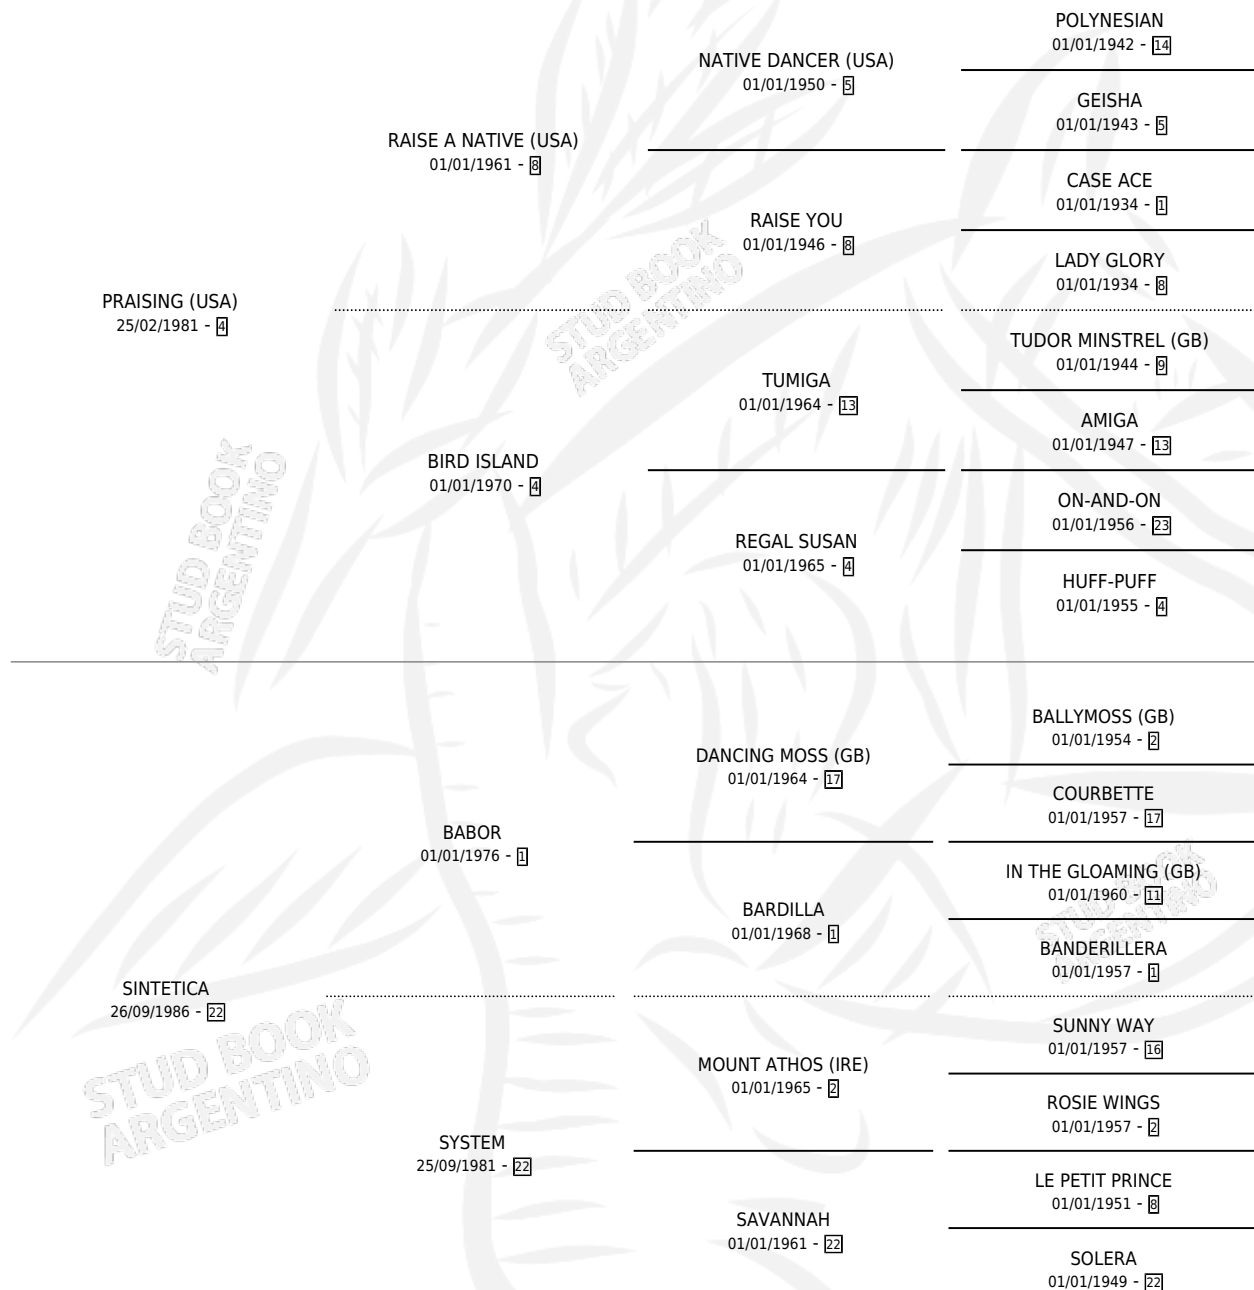 POLYNESIAN
01/01/1942 - 14
NATIVE DANCER (USA)
01/01/1950 - 5
GEISHA
01/01/1943 - 5
RAISE A NATIVE (USA)
01/01/1961 - 8
CASE ACE
01/01/1934 - 1
RAISE YOU
01/01/1946 - 8
LADY GLORY
01/01/1934 - 8
PRAISING (USA)
25/02/1981 - 4
TUDOR MINSTREL (GB)
01/01/1944 - 9
TUMIGA
01/01/1964 - 13
AMIGA
01/01/1947 - 13
BIRD ISLAND
01/01/1970 - 4
ON-AND-ON
01/01/1956 - 23
REGAL SUSAN
01/01/1965 - 4
HUFF-PUFF
01/01/1955 - 4
BALLYMOSS (GB)
01/01/1954 - 2
DANCING MOSS (GB)
01/01/1964 - 17
COURBETTE
01/01/1957 - 17
BABOR
01/01/1976 - 1
IN THE GLOAMING (GB)
01/01/1960 - 11
BARDILLA
01/01/1968 - 1
BANDERILLERA
01/01/1957 - 1
SINTETICA
26/09/1986 - 22
SUNNY WAY
01/01/1957 - 16
MOUNT ATHOS (IRE)
01/01/1965 - 2
ROSIE WINGS
01/01/1957 - 2
SYSTEM
25/09/1981 - 22
LE PETIT PRINCE
01/01/1951 - 8
SAVANNAH
01/01/1961 - 22
SOLERA
01/01/1949 - 22
STUD BOOK
ARGENTINO
STUD BOOK
ARGENTINO
STUD BOOK
ARGENTINO
STUD BOOK
ARGENTINO